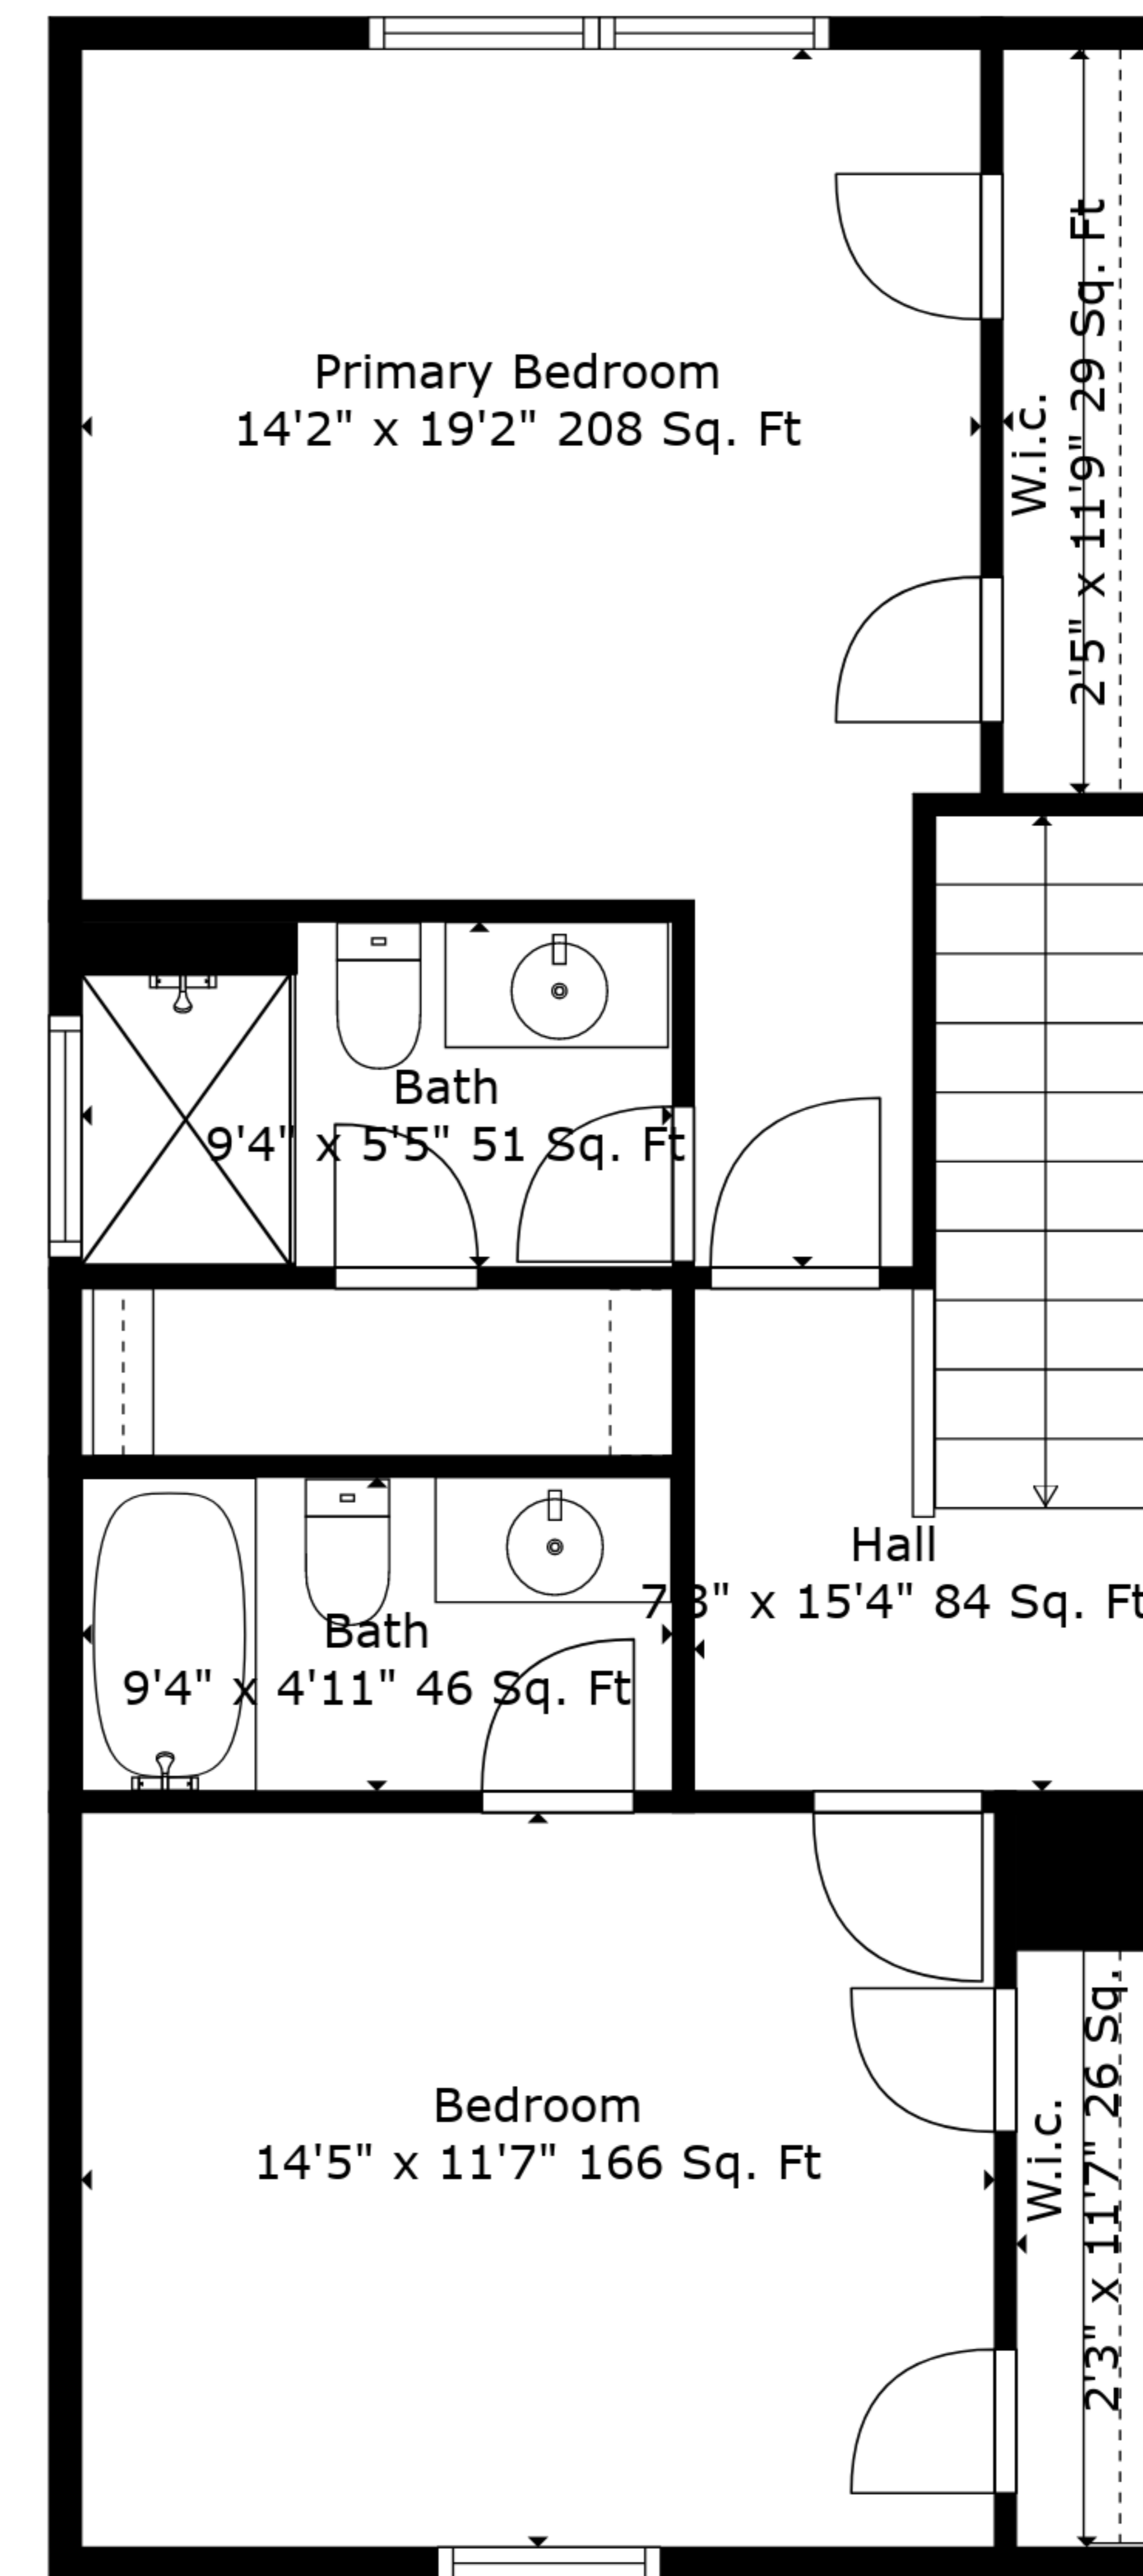 Primary Bedroom
14'2" x 19'2" 208 Sq. Ft
W.i.c.
2'5" x 11'9" 29 Sq. Ft
Bath
9'4" x 5'5" 51 Sq. Ft
Hall
7'3" x 15'4" 84 Sq. Ft
Bath
9'4" x 4'11" 46 Sq. Ft
Bedroom
14'5" x 11'7" 166 Sq. Ft
W.i.c.
2'3" x 11'7" 26 Sq.